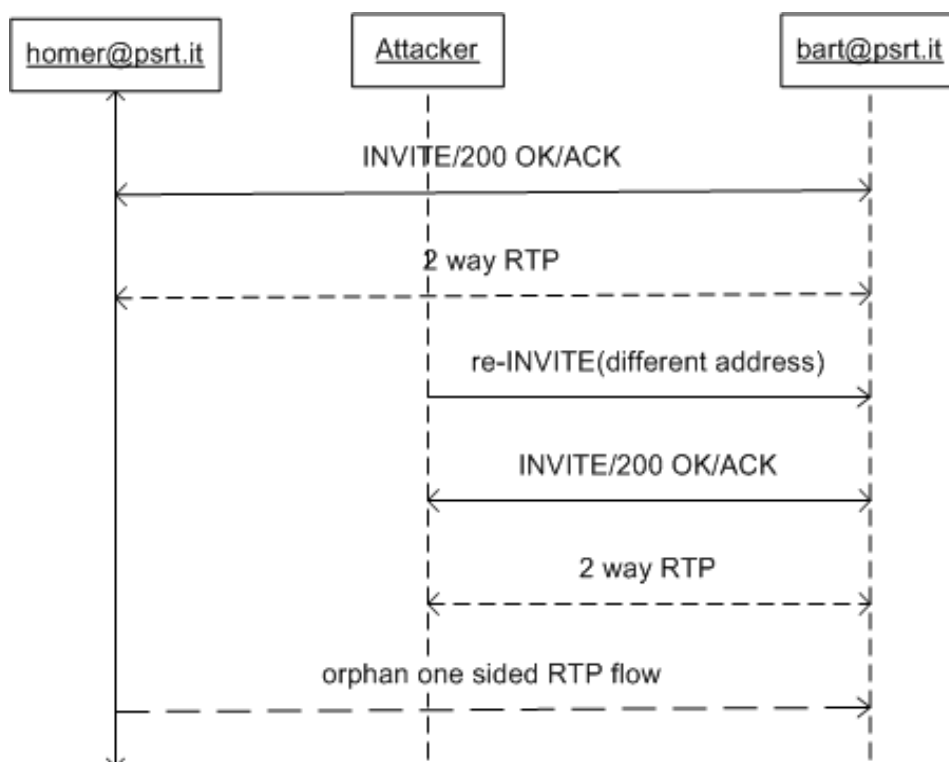 homer@psrt.it
Attacker
bart@psrt.it
INVITE/200 OK/ACK
2 way RTP
re-INVITE(different address)
INVITE/200 OK/ACK
2 way RTP
orphan one sided RTP flow